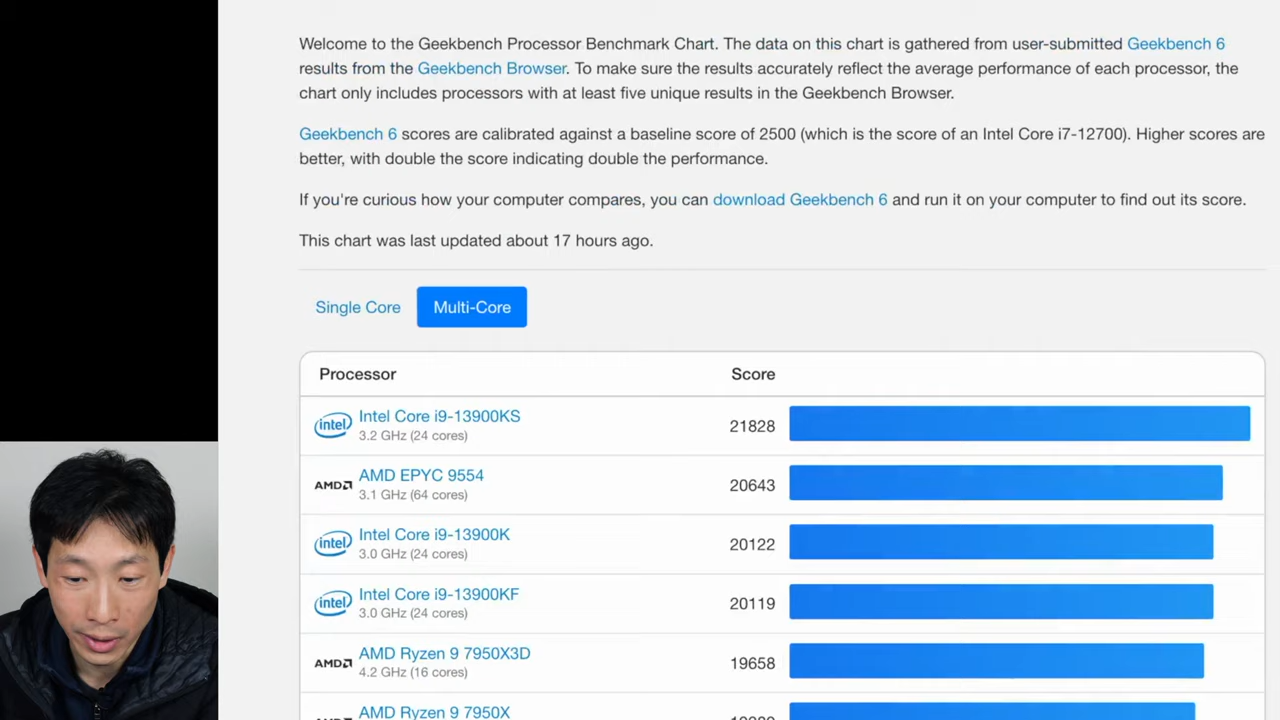 Welcome to the Geekbench Processor Benchmark Chart. The data on this chart is gathered from user-submitted Geekbench 6
results from the Geekbench Browser. To make sure the results accurately reflect the average performance of each processor, the
chart only includes processors with at least five unique results in the Geekbench Browser.
Geekbench 6 scores are calibrated against a baseline score of 2500 (which is the score of an Intel Core i7-12700). Higher scores are
better, with double the score indicating double the performance.
If you're curious how your computer compares, you can download Geekbench 6 and run it on your computer to find out its score.
This chart was last updated about 17 hours ago.
Single Core Multi-Core
Processor Score
intel Intel Core i9-13900KS 21828
3.2 GHz (24 cores)
AMD AMD EPYC 9554 20643
3.1 GHz (64 cores)
intel Intel Core i9-13900K 20122
3.0 GHz (24 cores)
intel Intel Core i9-13900KF 20119
3.0 GHz (24 cores)
AMD AMD Ryzen 9 7950X3D 19658
4.2 GHz (16 cores)
AMD AMD Ryzen 9 7950X